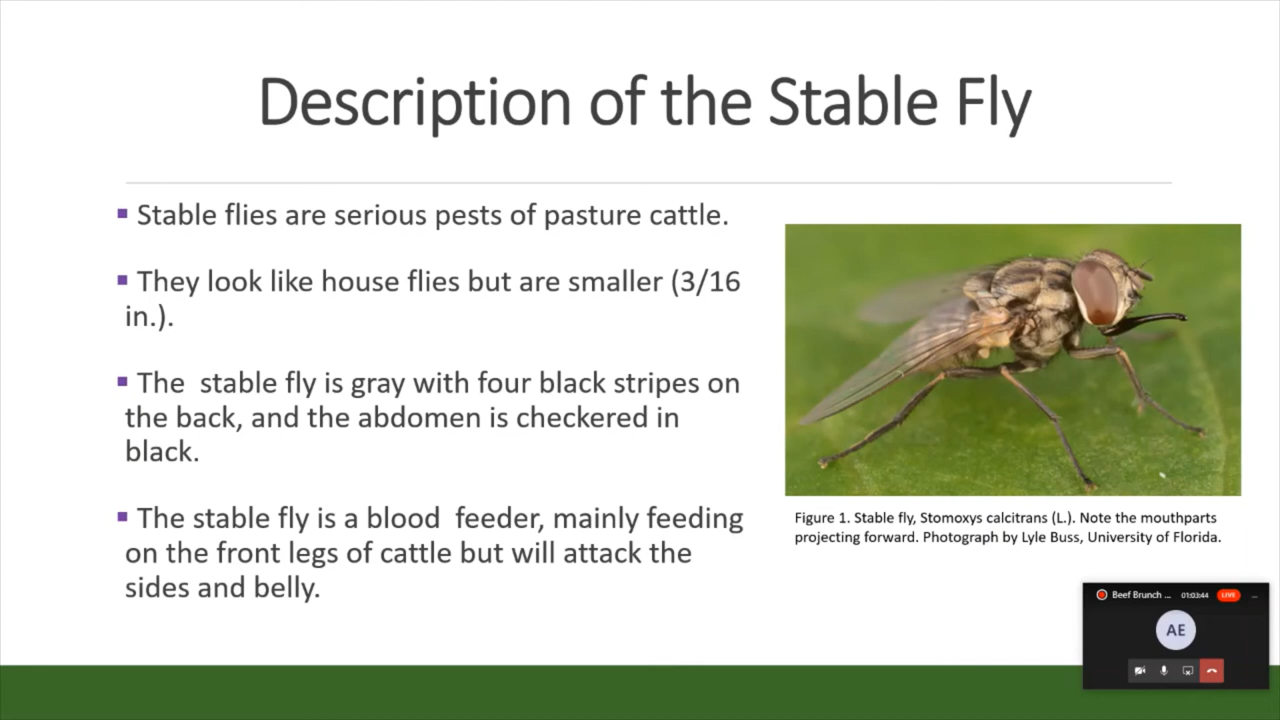 Description of the Stable Fly
Stable flies are serious pests of pasture cattle.
They look like house flies but are smaller (3/16
in.).
The  stable fly is gray with four black stripes on
the back, and the abdomen is checkered in
black.
The stable fly is a blood  feeder, mainly feeding
on the front legs of cattle but will attack the
sides and belly.
Figure 1. Stable fly, Stomoxys calcitrans (L.). Note the mouthparts
projecting forward. Photograph by Lyle Buss, University of Florida.
Beef Brunch ... 01:03:44 LIVE ...
AE